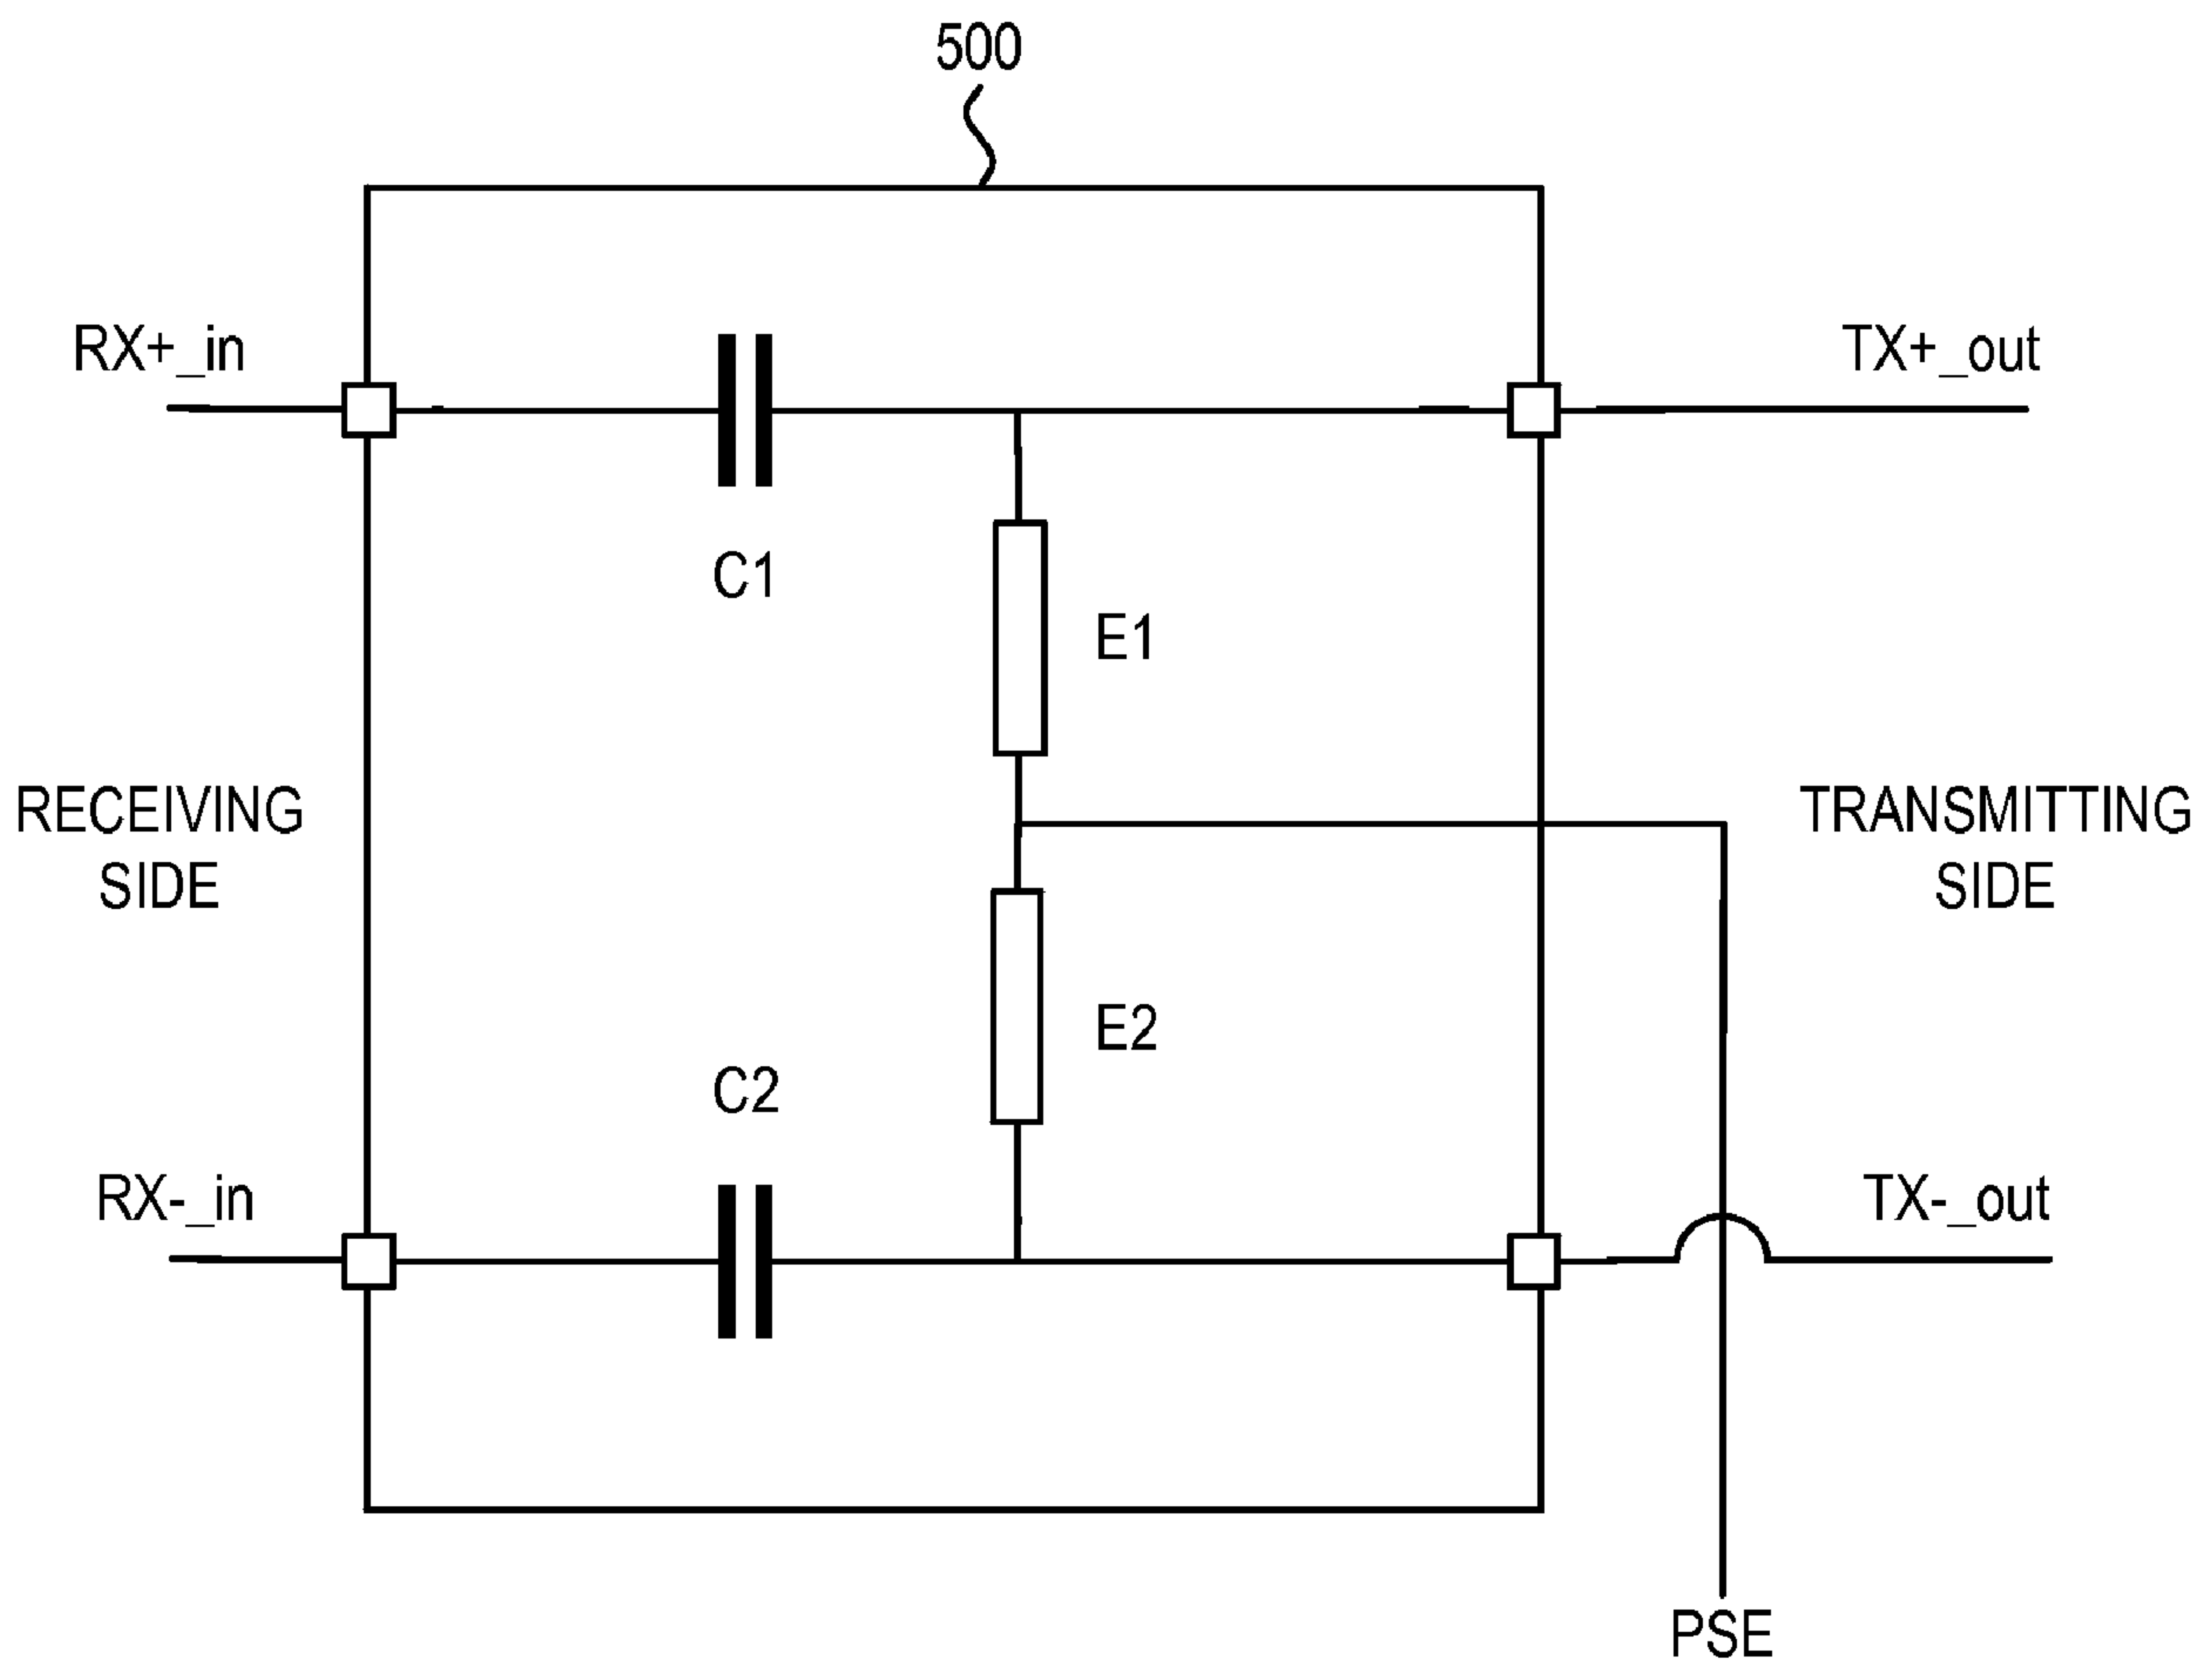 500
RX+_in
TX+_out
C1
E1
RECEIVING
SIDE
TRANSMITTING
SIDE
E2
C2
RX-_in
TX-_out
PSE